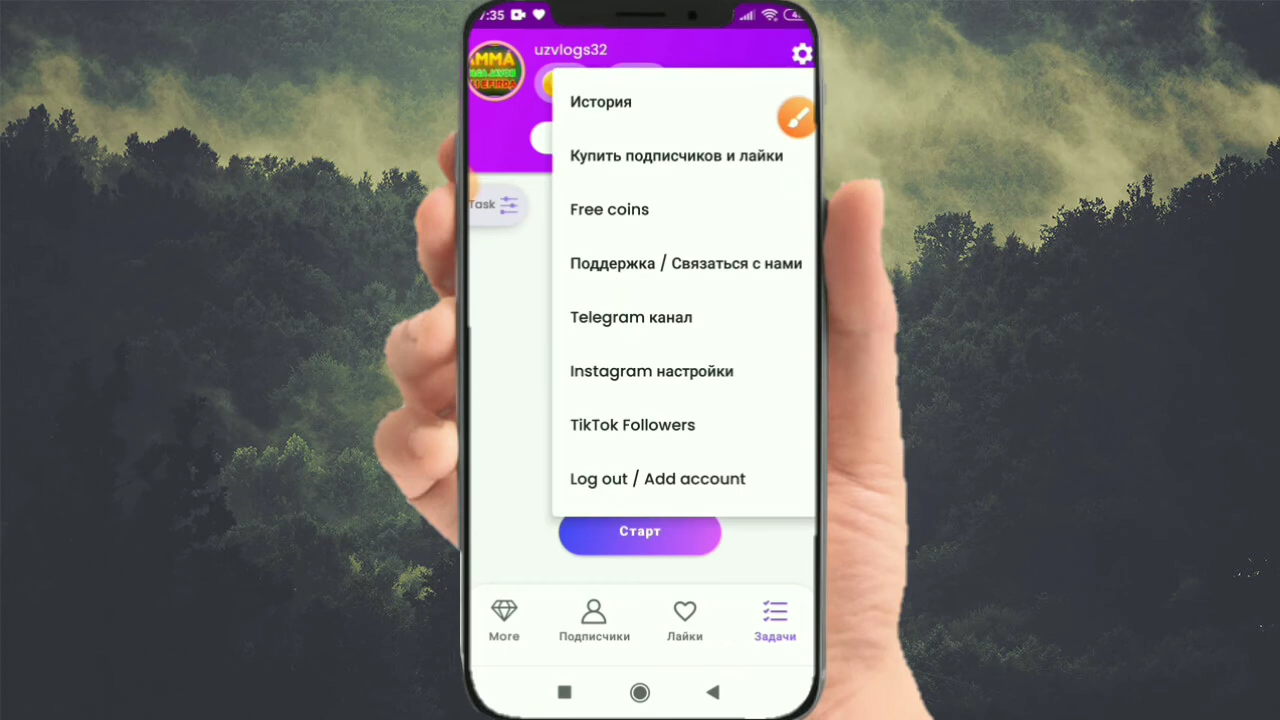 7:35
uzvlogs32
История
Купить подписчиков и лайки
Free coins
Поддержка / Связаться с нами
Telegram канал
Instagram настройки
TikTok Followers
Log out / Add account
Task
Старт
More
Подписчики
Лайки
Задачи